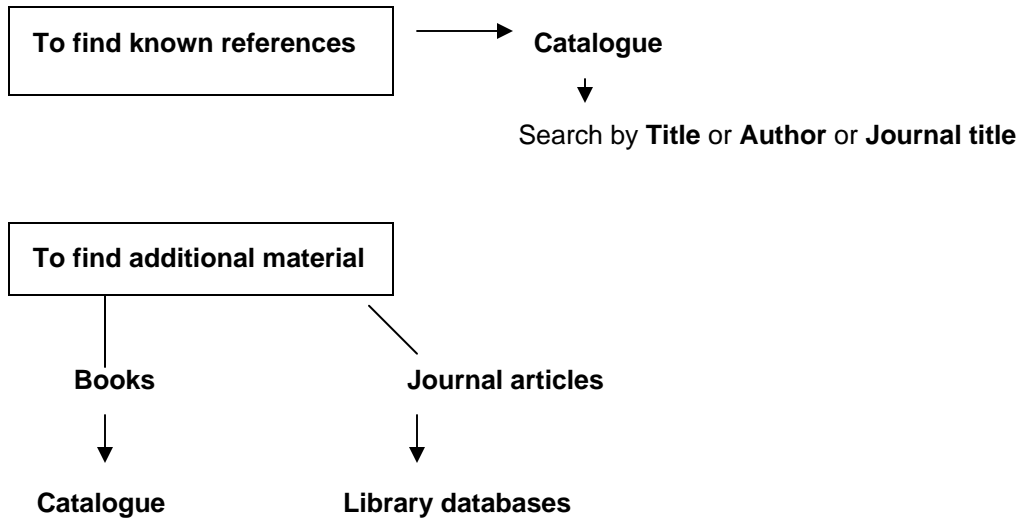 To find known references
Catalogue
Search by Title or Author or Journal title
To find additional material
Books
Journal articles
Catalogue
Library databases